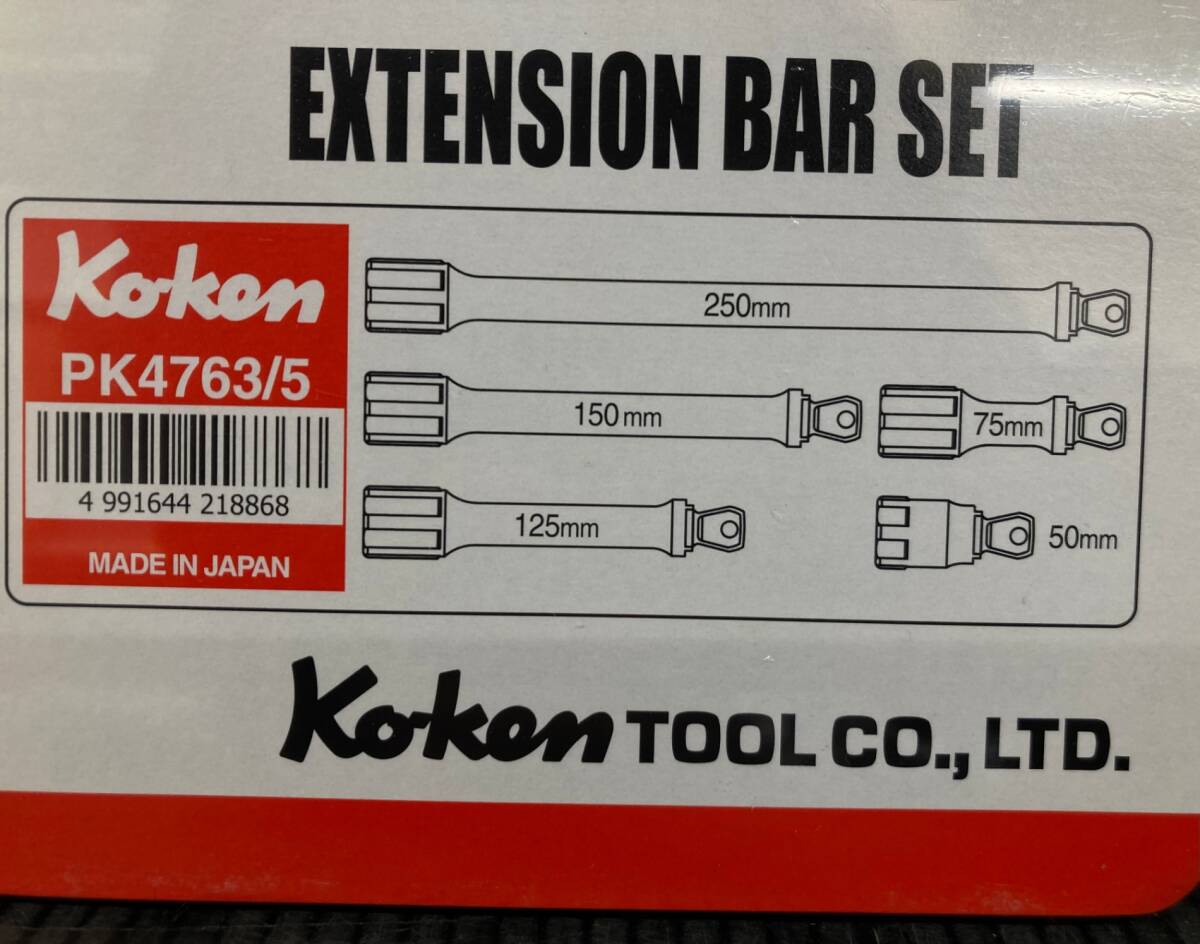 EXTENSION BAR SET
Ko-ken
PK4763/5
4 991644 218868
MADE IN JAPAN
250mm
150mm
75mm
125mm
50mm
Ko-ken TOOL CO., LTD.